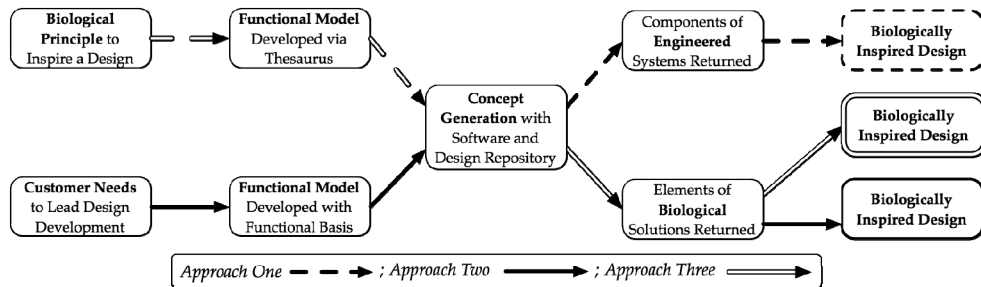 Biological
Principle to
Inspire a Design
Functional Model
Developed via
Thesaurus
Concept
Generation with
Software and
Design Repository
Components of
Engineered
Systems Returned
Biologically
Inspired Design
Biologically
Inspired Design
Customer Needs
to Lead Design
Development
Functional Model
Developed with
Functional Basis
Elements of
Biological
Solutions Returned
Biologically
Inspired Design
Approach One ; Approach Two ; Approach Three